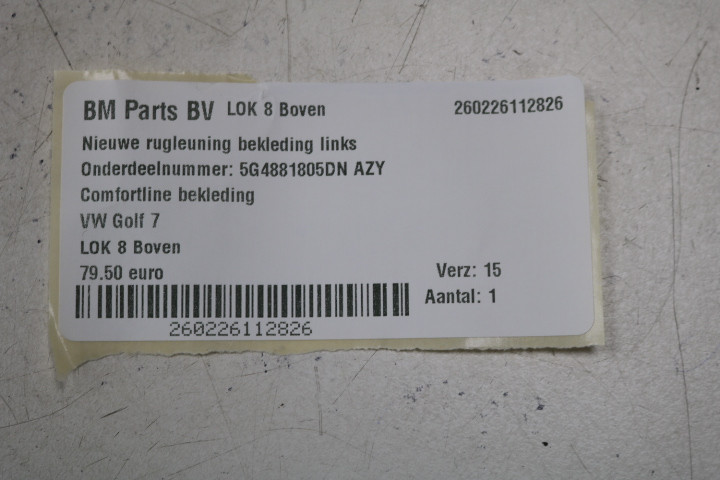 BM Parts BV LOK 8 Boven 260226112826
Nieuwe rugleuning bekleding links
Onderdeelnummer: 5G4881805DN AZY
Comfortline bekleding
VW Golf 7
LOK 8 Boven
79.50 euro Verz: 15
Aantal: 1
260226112826